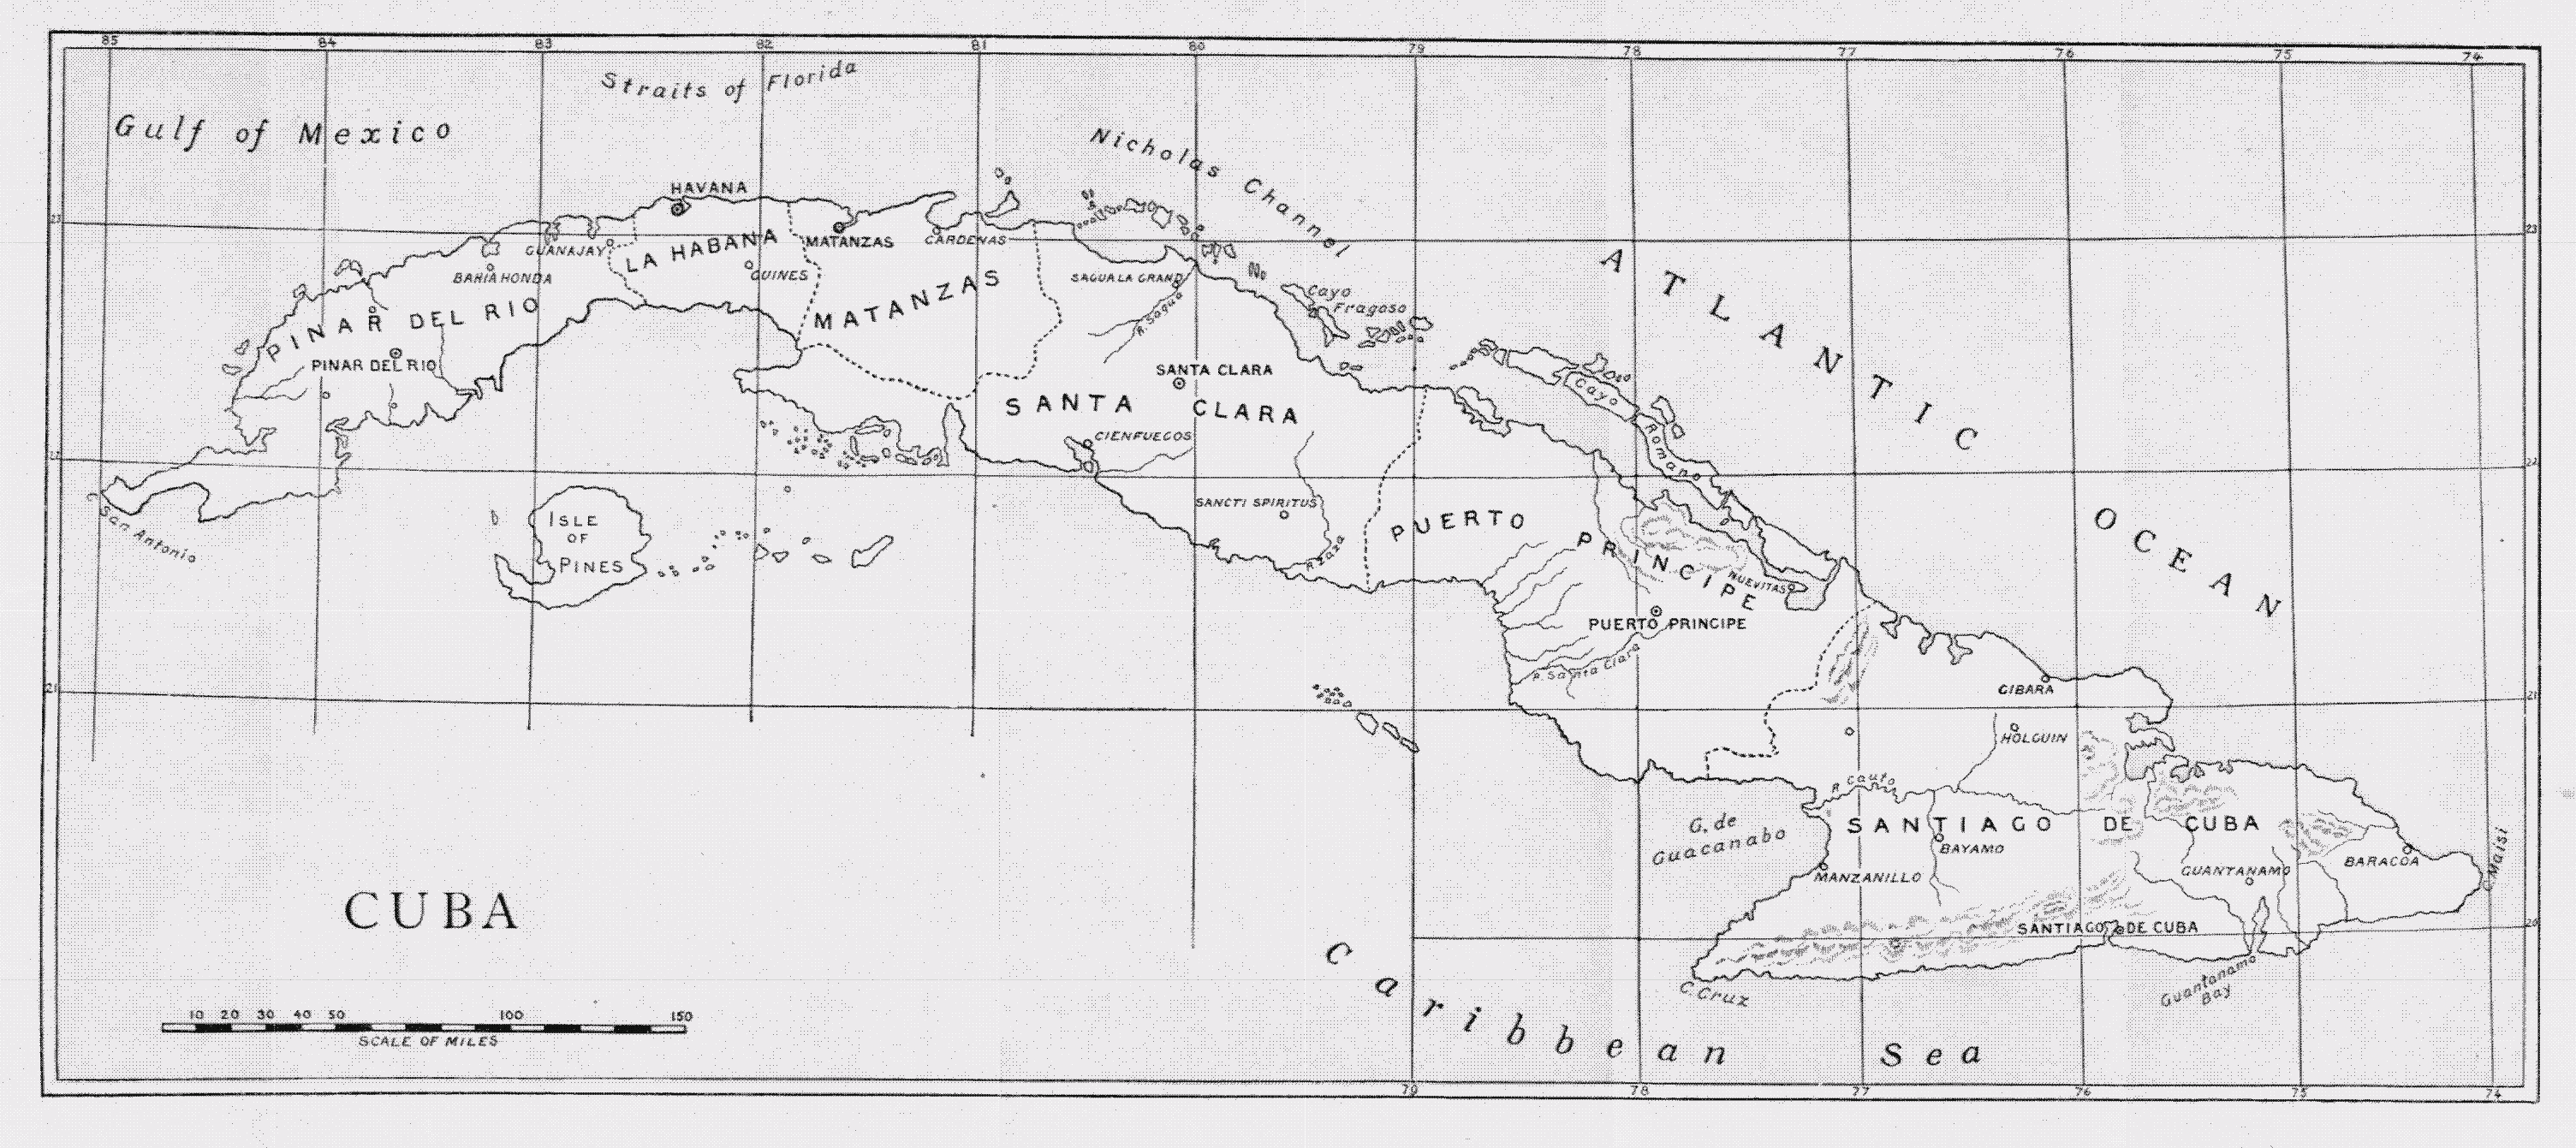 85 84 83 82 81 80 79 78 77 76 75 74
Straits of Florida
Gulf of Mexico
Nicholas Channel
HAVANA
23
23
GUANAJAY
LA HABANA
MATANZAS
CARDENAS
BAHIA HONDA
GUINES
SAGUA LA GRAND
R. Sagua
Cayo
Fragoso
ATLANTIC
OCEAN
PINAR DEL RIO
MATANZAS
PINAR DEL RIO
SANTA CLARA
SANTA CLARA
Cayo Romano
CIENFUEGOS
22
22
San Antonio
ISLE
OF
PINES
SANCTI SPIRITUS
R. Zaza
PUERTO PRINCIPE
NUEVITAS
PUERTO PRINCIPE
R. Santa Clara
21
21
GIBARA
HOLGUIN
R. Cauto
G. de
Guacanabo
SANTIAGO DE CUBA
BAYAMO
MANZANILLO
GUANTANAMO
BARACOA
C. Maisi
CUBA
SANTIAGO DE CUBA
20
C. Cruz
Guantanamo
Bay
Caribbean Sea
10 20 30 40 50 100 150
SCALE OF MILES
79 78 77 76 75 74